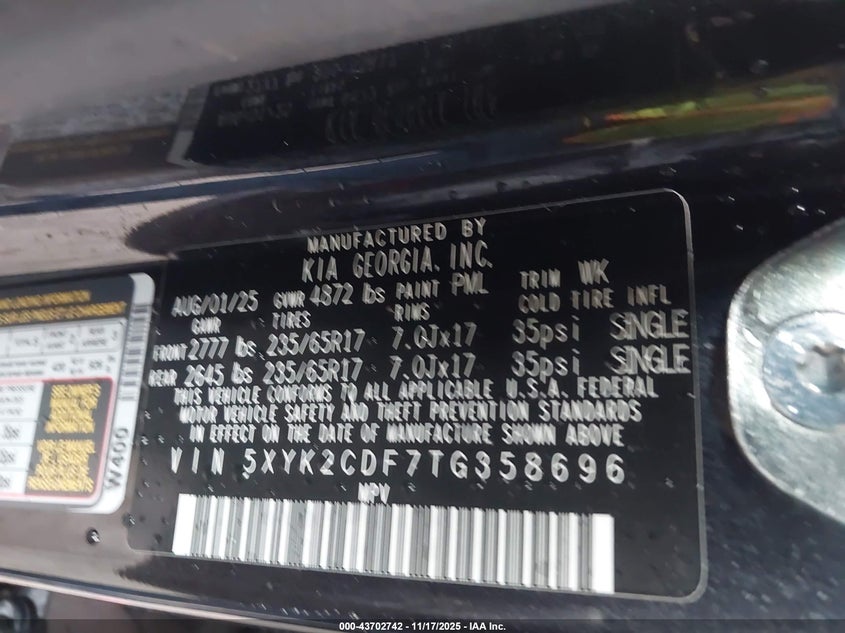 MANUFACTURED BY
KIA GEORGIA, INC.
AUG/01/25 GVWR 4872 lbs PAINT PML TRIM WK
GAWR TIRES RIMS COLD TIRE INFL
FRONT 2777 lbs 235/65R17 7.0Jx17 35psi SINGLE
REAR 2645 lbs 235/65R17 7.0Jx17 35psi SINGLE
THIS VEHICLE CONFORMS TO ALL APPLICABLE U.S.A. FEDERAL
MOTOR VEHICLE SAFETY AND THEFT PREVENTION STANDARDS
IN EFFECT ON THE DATE OF MANUFACTURE SHOWN ABOVE
VIN 5XYK2CDF7TG358696
MPV
W400
000-43702742 - 11/17/2025 - IAA Inc.